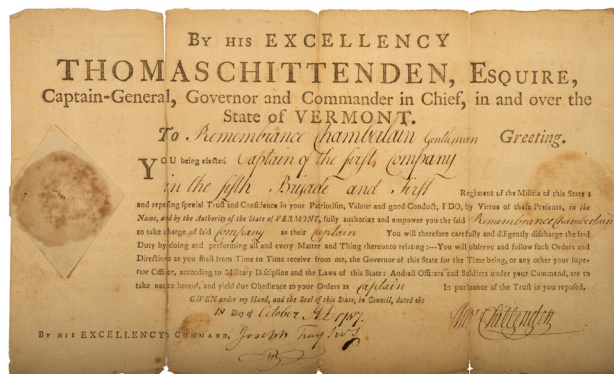 By his EXCELLENCY
THOMAS CHITTENDEN, Esquire,
Captain-General, Governor and Commander in Chief, in and over the
State of VERMONT.
To Remembrance Chamberlain Gentleman Greeting.
YOU being elected Captain of the first Company
in the fifth Brigade and First Regiment of the Militia of this State:
and reposing special Trust and Confidence in your Patriotism, Valour and good Conduct, I DO, by Virtue of these Presents, in the
Name, and by the Authority of the State of VERMONT, fully authorize and empower you the said Remembrance Chamberlain
to take charge of said Company as their Captain You will therefore carefully and diligently discharge the said
Duty by doing and performing all and every Matter and Thing thereunto relating:---You will observe and follow such Orders and
Directions as you shall from Time to Time receive from me, the Governor of this State for the Time being, or any other your Supe-
rior Officer, according to Military Discipline and the Laws of this State: And all Officers and Soldiers under your Command, are to
take notice hereof, and yield due Obedience to your Orders as Captain In pursuance of the Trust in you reposed.
GIVEN under my Hand, and the Seal of this State, in Council, dated the
18 Day of October AD 1787.
Thos Chittenden
By his EXCELLENCY's Command, Joseph